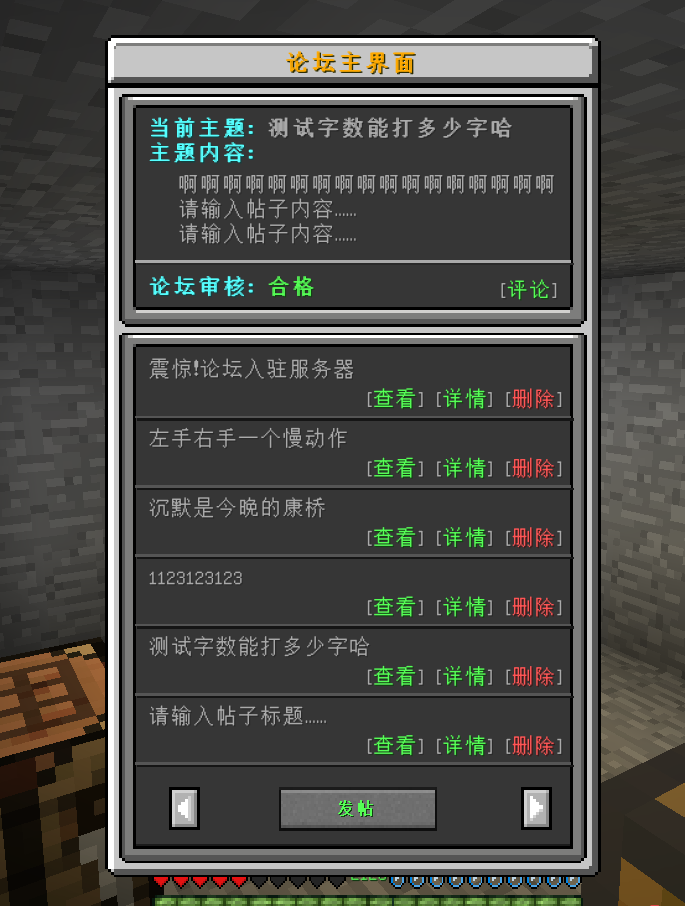 论坛主界面
当前主题: 测试字数能打多少字哈
主题内容:
啊啊啊啊啊啊啊啊啊啊啊啊啊啊啊啊啊
请输入帖子内容……
请输入帖子内容……
论坛审核: 合格 [评论]
震惊!论坛入驻服务器
[查看] [详情] [删除]
左手右手一个慢动作
[查看] [详情] [删除]
沉默是今晚的康桥
[查看] [详情] [删除]
1123123123
[查看] [详情] [删除]
测试字数能打多少字哈
[查看] [详情] [删除]
请输入帖子标题……
[查看] [详情] [删除]
发帖